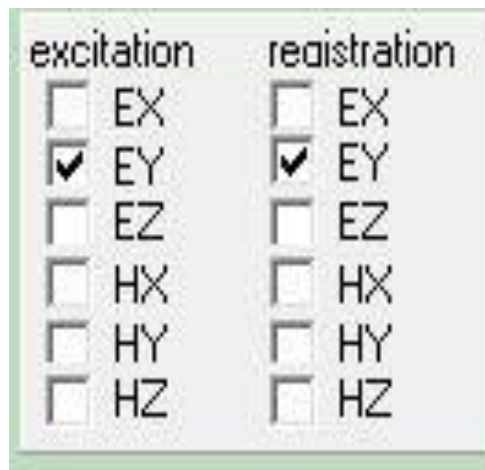 excitation registration
EX EX
EY EY
EZ EZ
HX HX
HY HY
HZ HZ